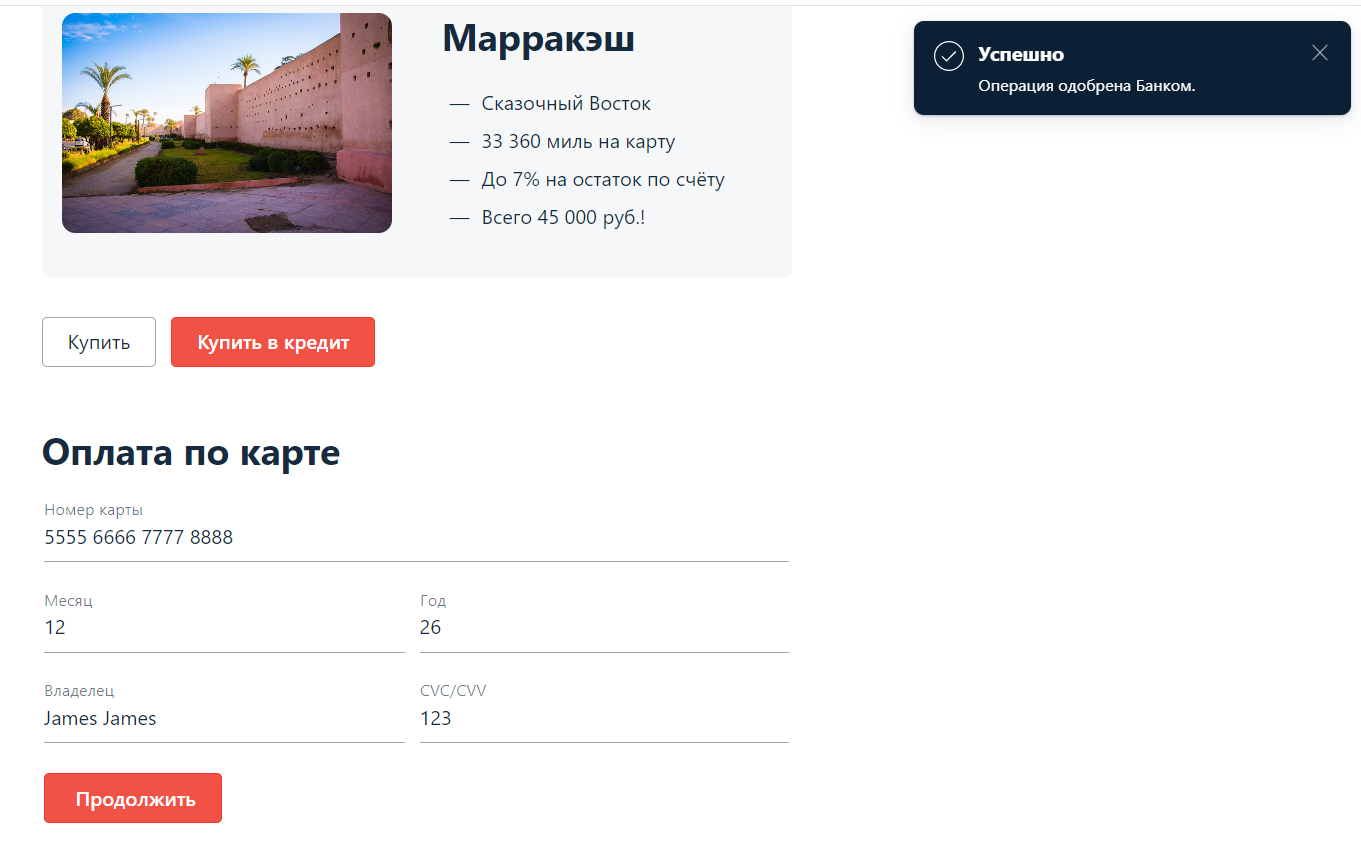 Марракэш
— Сказочный Восток
— 33 360 миль на карту
— До 7% на остаток по счёту
— Всего 45 000 руб.!
Успешно
Операция одобрена Банком.
Купить
Купить в кредит
Оплата по карте
Номер карты
5555 6666 7777 8888
Месяц
12
Год
26
Владелец
James James
CVC/CVV
123
Продолжить